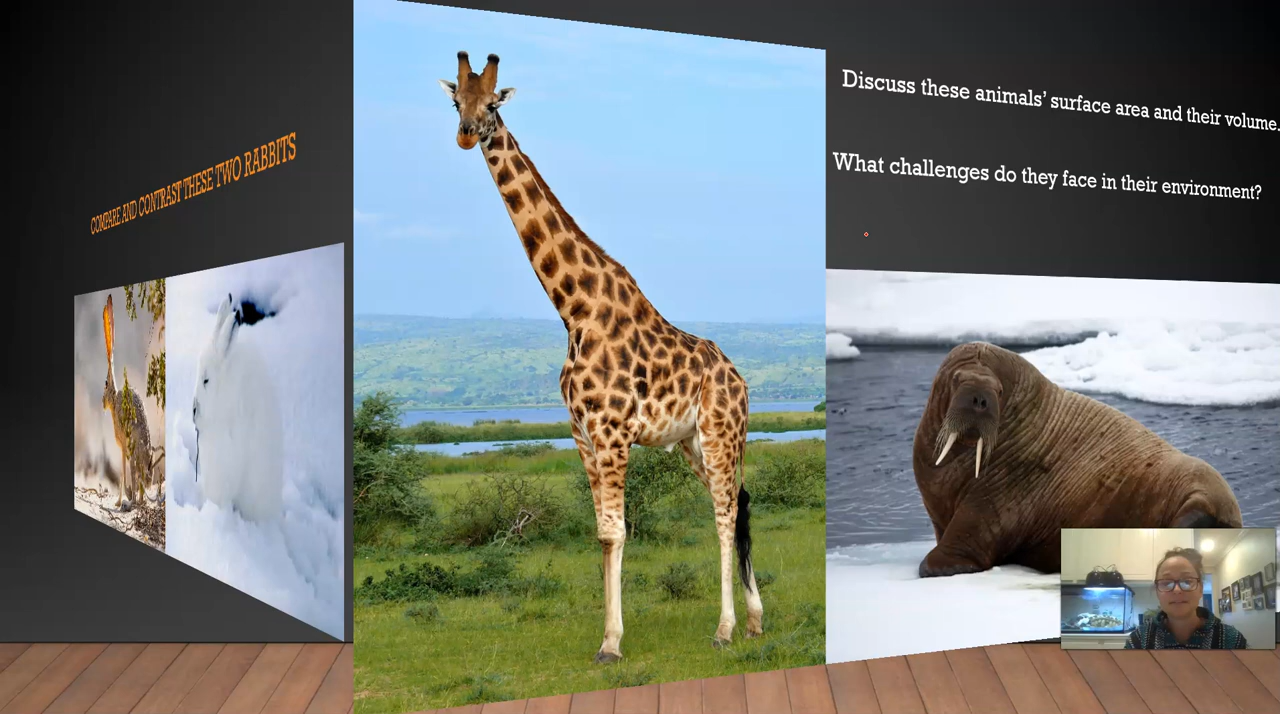 COMPARE AND CONTRAST THESE TWO RABBITS
Discuss these animals' surface area and their volume.
What challenges do they face in their environment?